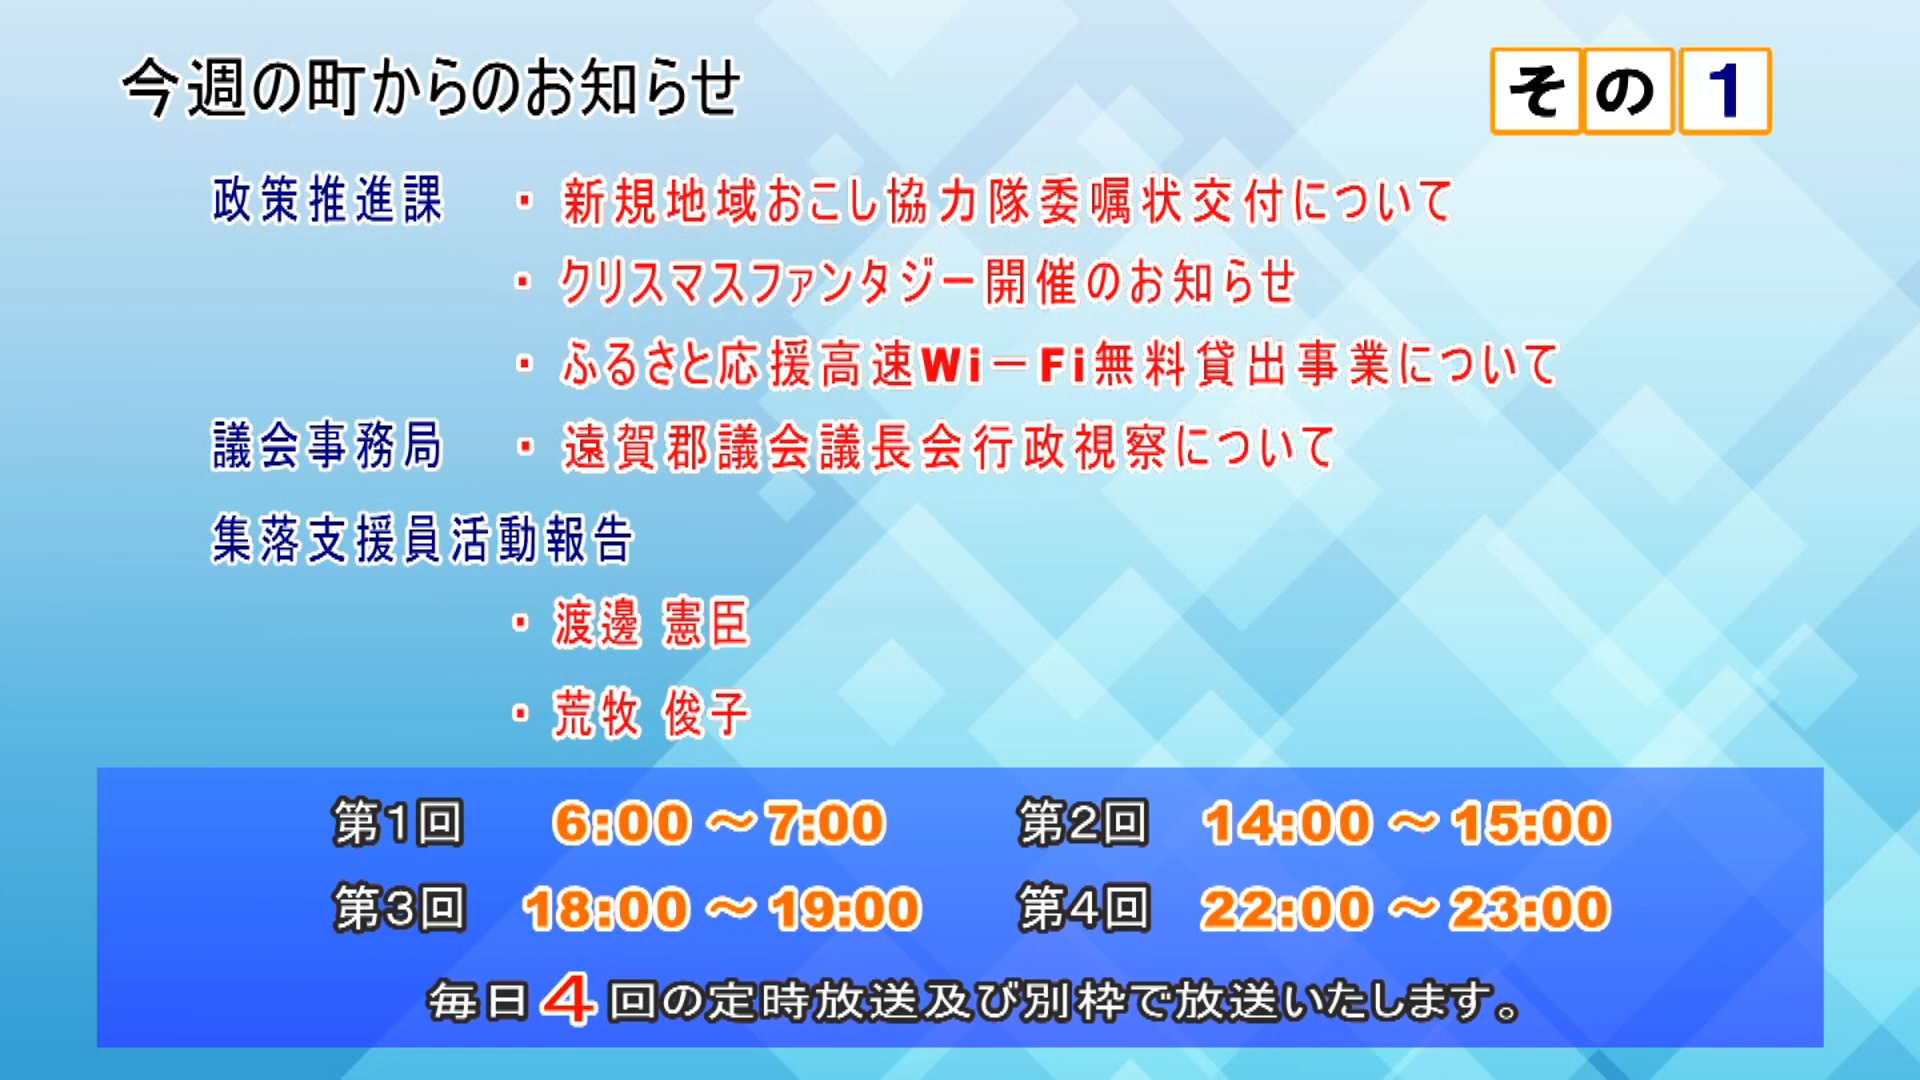 今週の町からのお知らせ
その1
政策推進課 ・ 新規地域おこし協力隊委嘱状交付について
・ クリスマスファンタジー開催のお知らせ
・ ふるさと応援高速Wi－Fi無料貸出事業について
議会事務局 ・ 遠賀郡議会議長会行政視察について
集落支援員活動報告
・ 渡邊 憲臣
・ 荒牧 俊子
第1回 6:00 ～ 7:00 第2回 14:00 ～ 15:00
第3回 18:00 ～ 19:00 第4回 22:00 ～ 23:00
毎日4回の定時放送及び別枠で放送いたします。